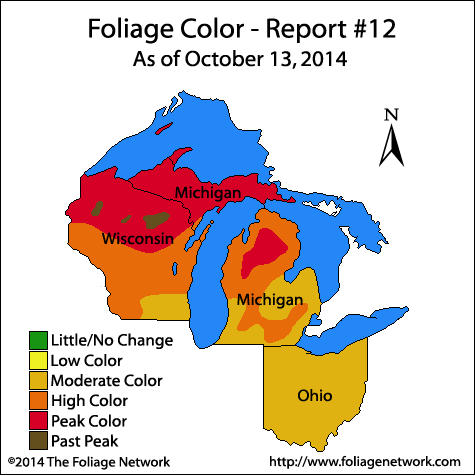 Foliage Color - Report #12
As of October 13, 2014
N
Michigan
Wisconsin
Michigan
Ohio
Little/No Change
Low Color
Moderate Color
High Color
Peak Color
Past Peak
©2014 The Foliage Network
http://www.foliagenetwork.com